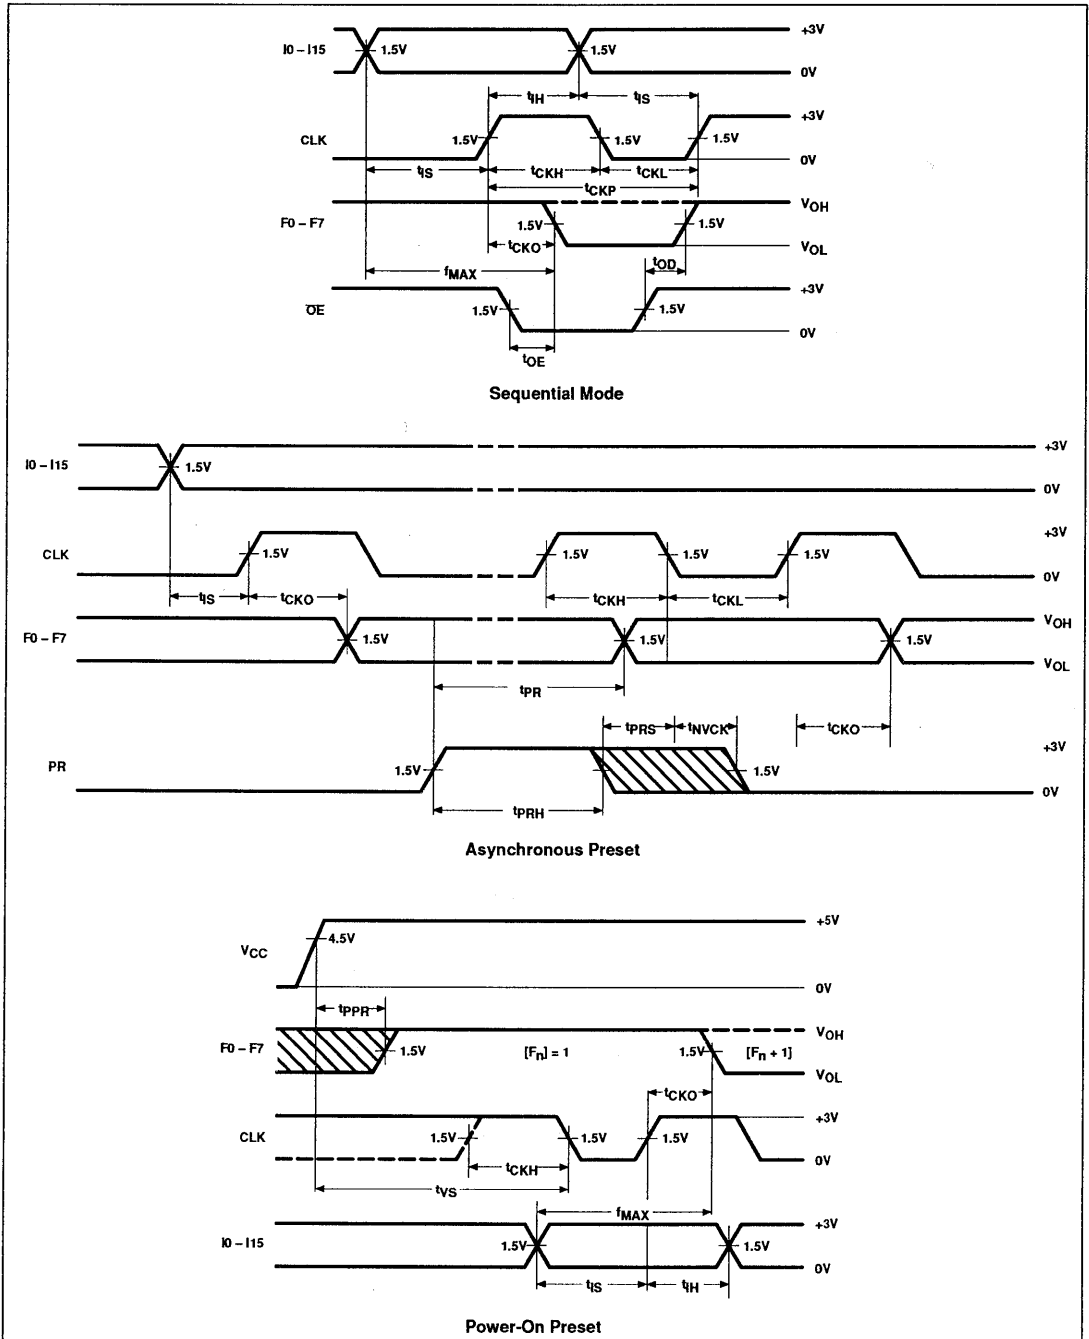 +3V
I0 – I15 1.5V 1.5V
0V
tIH tIS
+3V
CLK 1.5V 1.5V 1.5V
0V
tIS tCKH tCKL
tCKP
VOH
F0 – F7 1.5V 1.5V
VOL
tCKO tOD
fMAX
+3V
OE 1.5V 1.5V
0V
tOE
Sequential Mode
+3V
I0 – I15 1.5V
0V
+3V
CLK 1.5V 1.5V 1.5V 1.5V
0V
tIS tCKO tCKH tCKL
VOH
F0 – F7 1.5V 1.5V 1.5V
VOL
tPR
tPRS tNVCK tCKO
+3V
PR 1.5V 1.5V
0V
tPRH
Asynchronous Preset
+5V
VCC 4.5V
0V
tPPR
VOH
F0 – F7 1.5V [Fn] = 1 1.5V [Fn + 1]
VOL
tCKO
+3V
CLK 1.5V 1.5V 1.5V
0V
tCKH
tVS
fMAX
+3V
I0 – I15 1.5V 1.5V
0V
tIS tIH
Power-On Preset